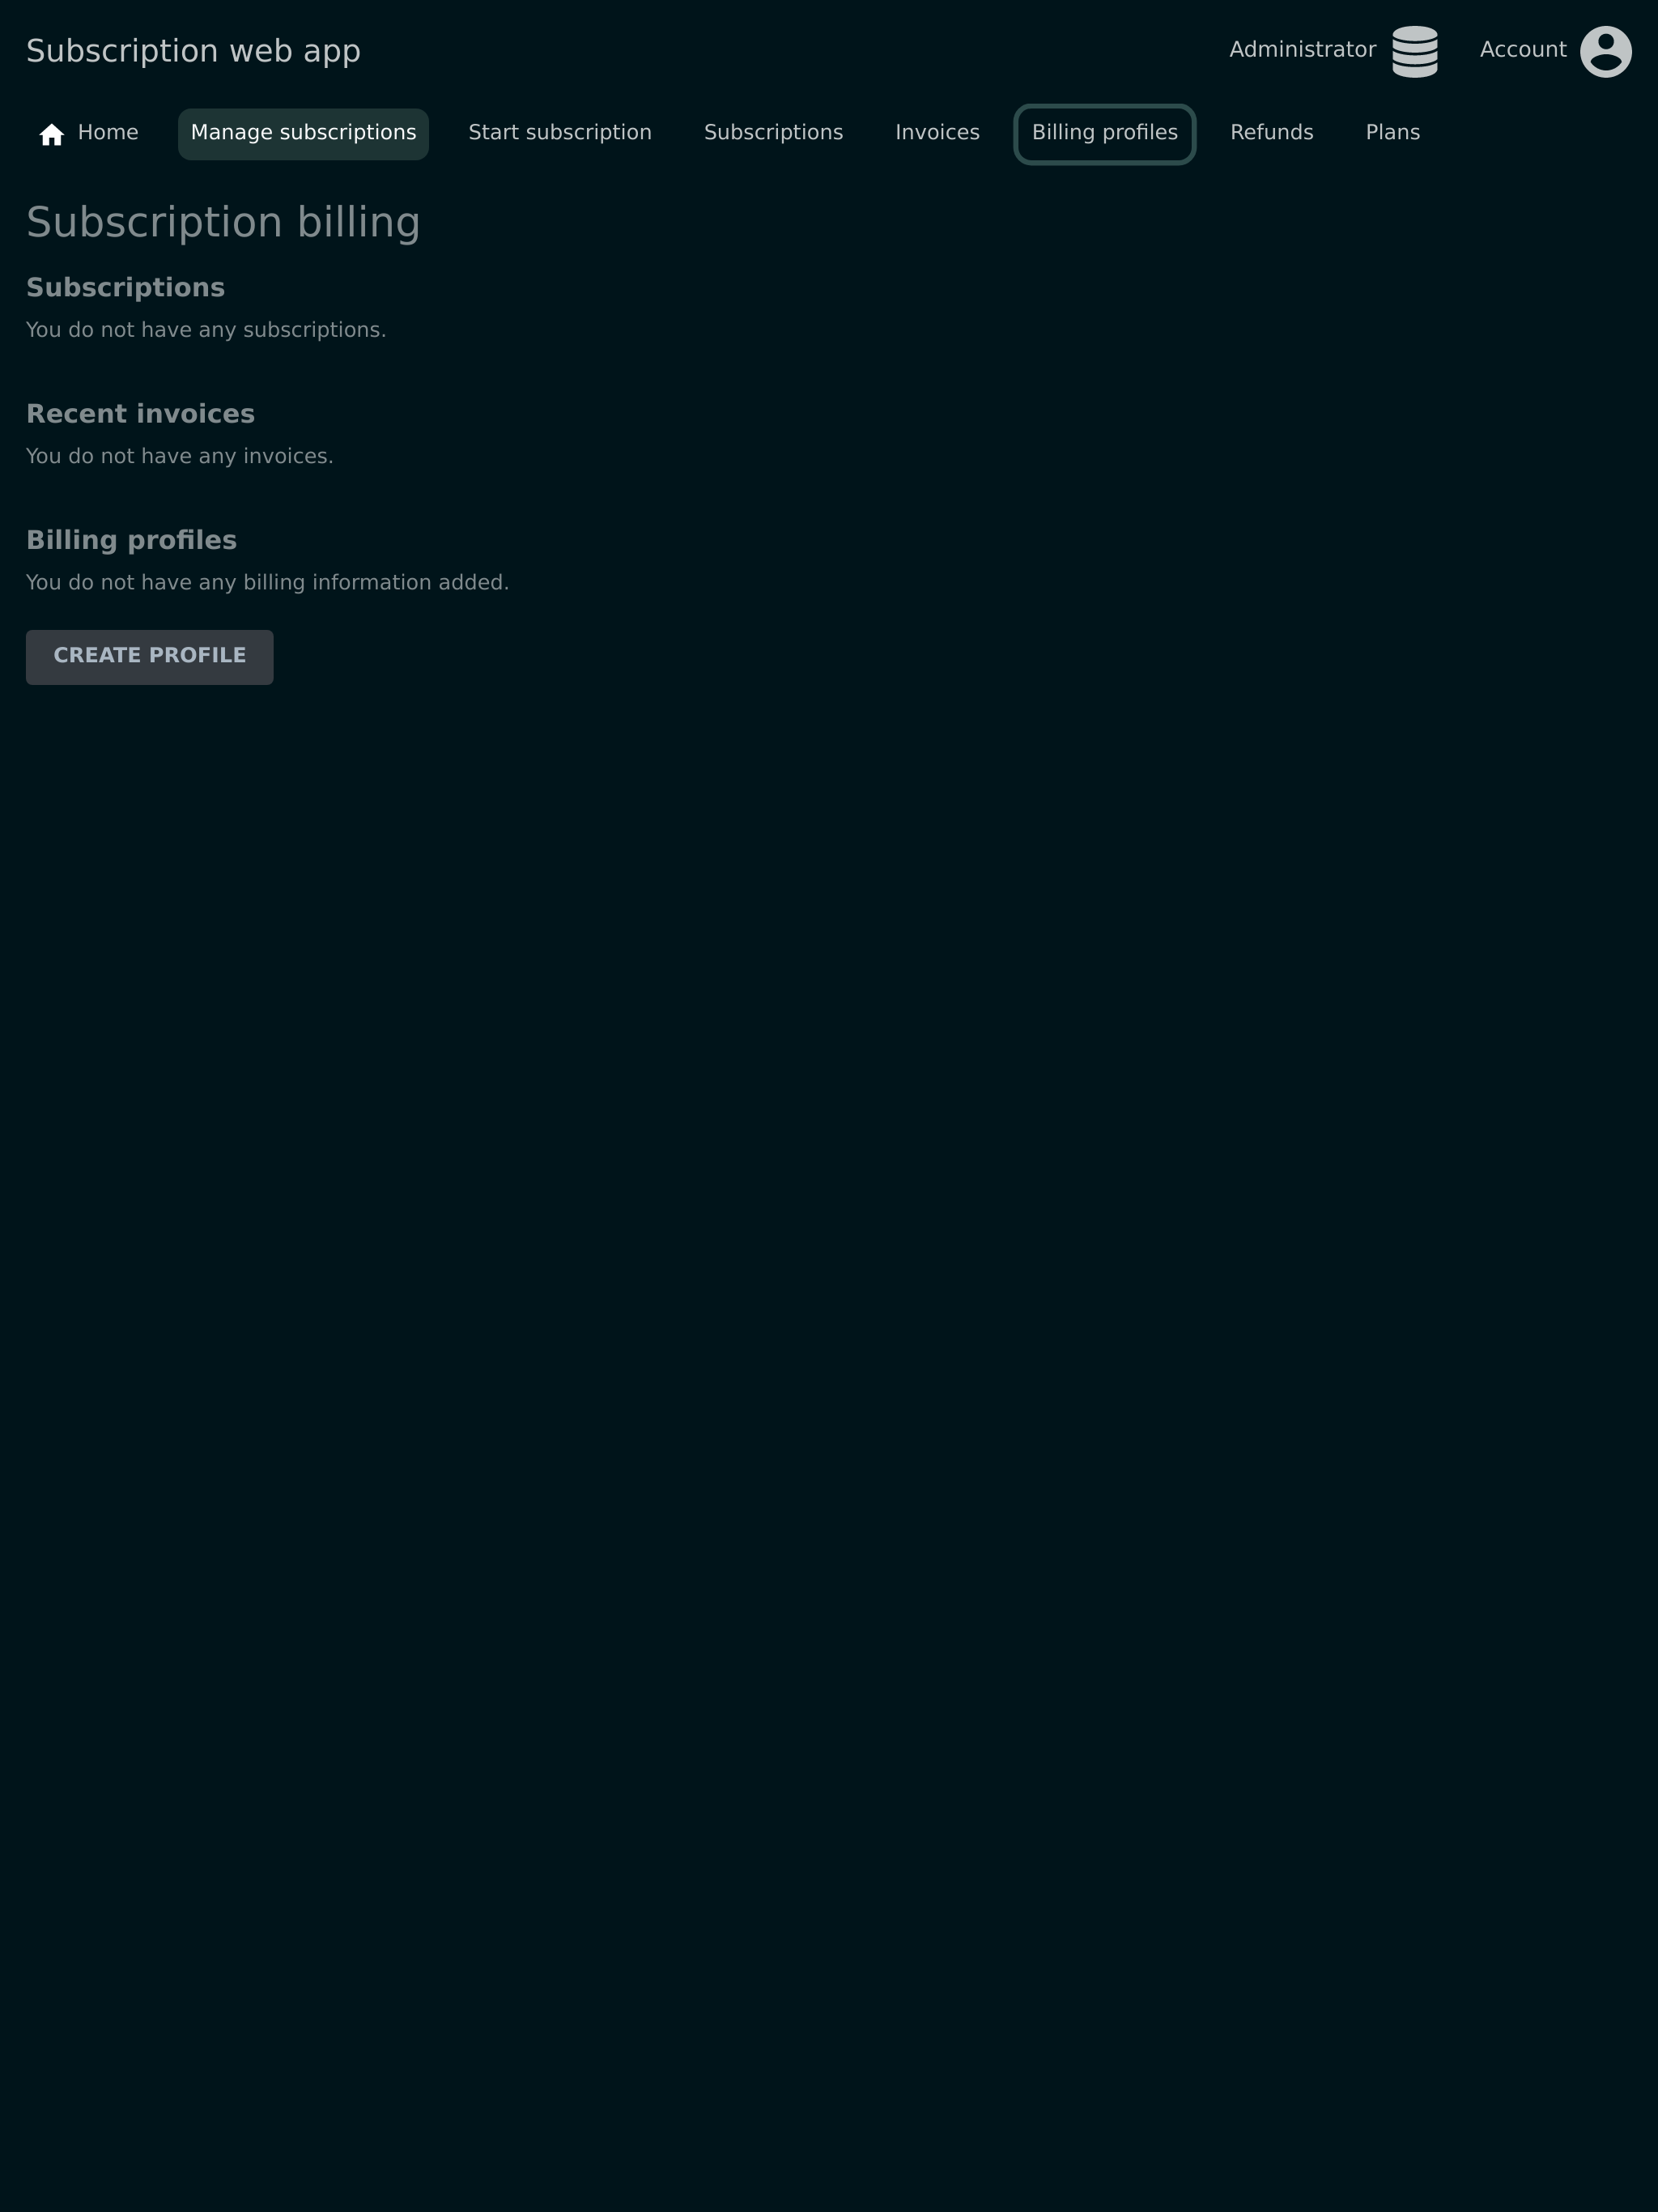 Subscription web app
Administrator
Account
Home
Manage subscriptions
Start subscription
Subscriptions
Invoices
Billing profiles
Refunds
Plans
Subscription billing
Subscriptions
You do not have any subscriptions.
Recent invoices
You do not have any invoices.
Billing profiles
You do not have any billing information added.
CREATE PROFILE